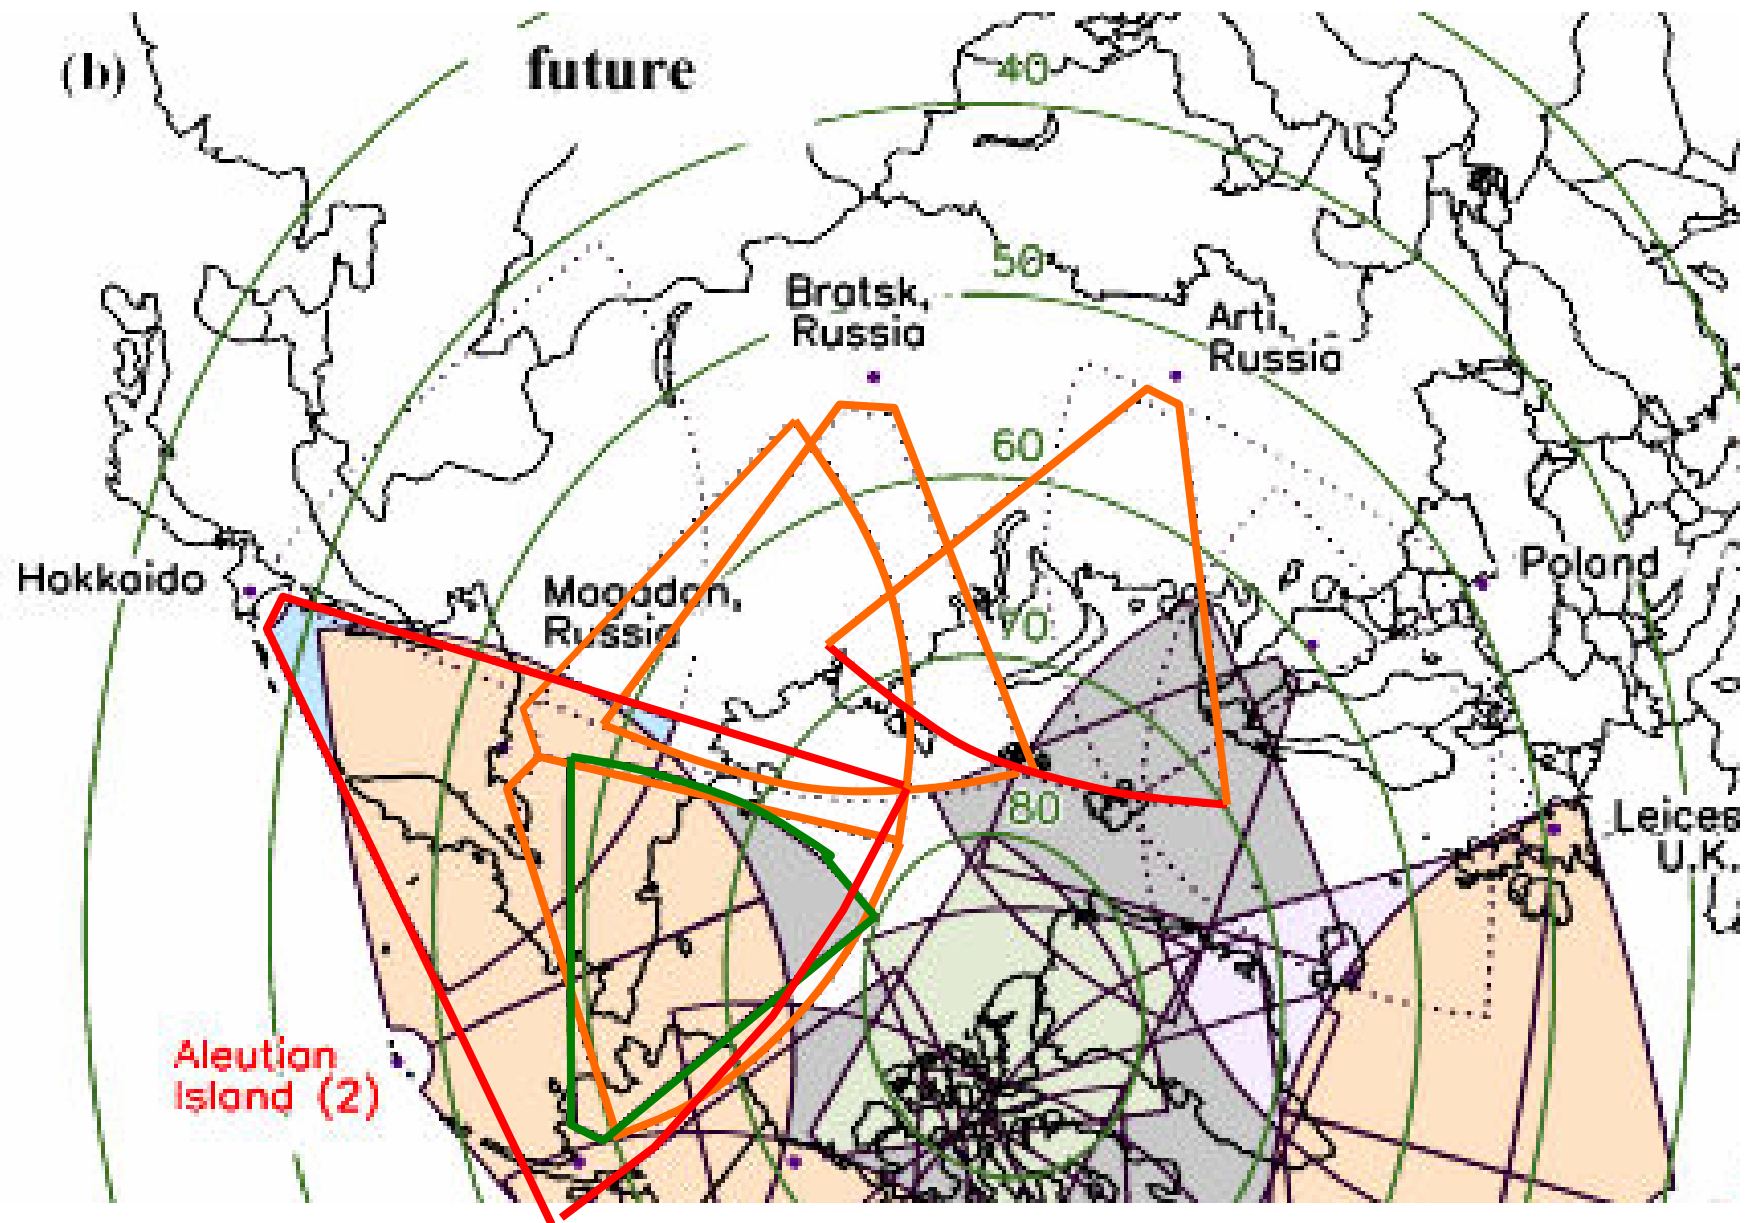 (b)
future
40
50
Bratsk,
Russia
Arti,
Russia
60
Hokkaido
Magadan,
Russia
Poland
70
80
Leices
U.K.
Aleutian
Island (2)